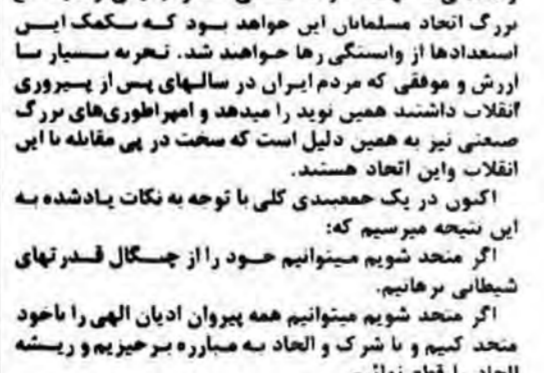 بزرگ اتحاد مسلمانان این خواهد بود که بکمک این
استعدادها از وابستگی رها خواهند شد. تجربه بسیار با
ارزش و موفقی که مردم ایران در سالهای پس از پیروزی
انقلاب داشتند همین نوید را میدهد و امپراطوری‌های بزرگ
صنعتی نیز به همین دلیل است که سخت در پی مقابله با این
انقلاب واین اتحاد هستند.
اکنون در یک جمعبندی کلی با توجه به نکات یادشده به
این نتیجه میرسیم که:
اگر متحد شویم میتوانیم خود را از چنگال قدرتهای
شیطانی برهانیم.
اگر متحد شویم میتوانیم همه پیروان ادیان الهی را باخود
متحد کنیم و با شرک و الحاد به مبارزه برخیزیم و ریشه